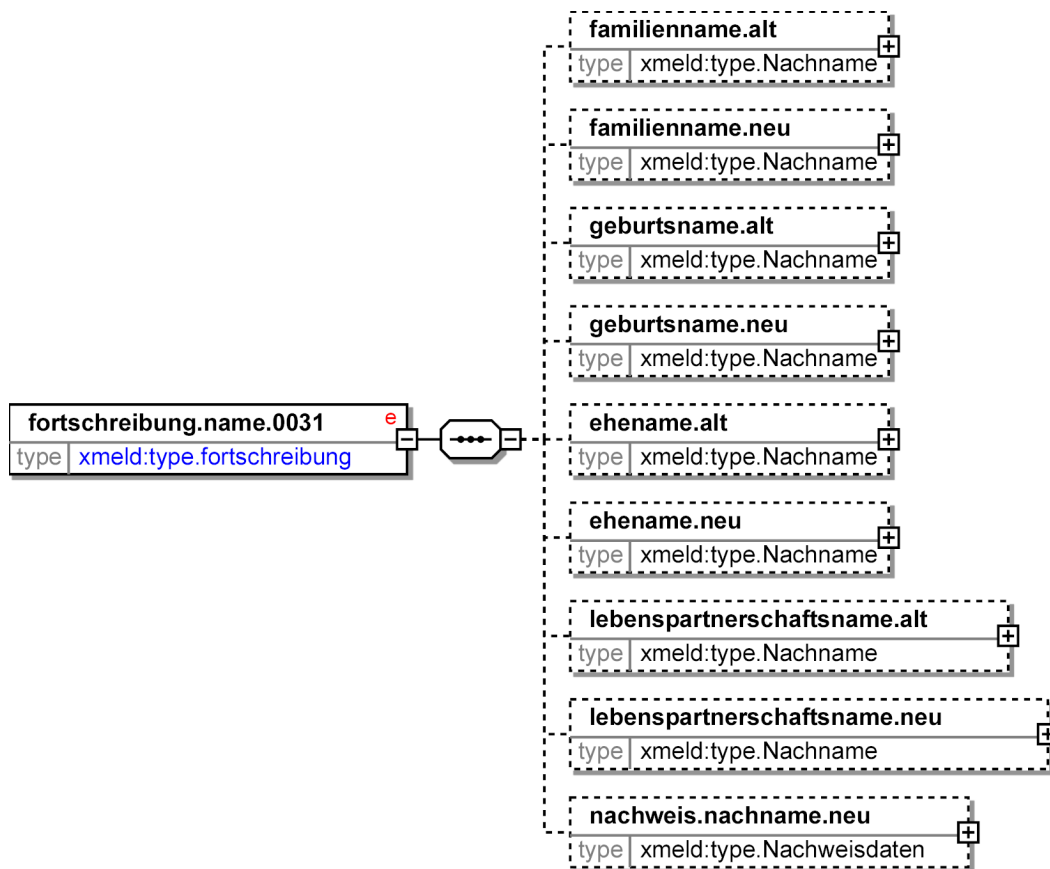 familienname.alt
type xmeld:type.Nachname
familienname.neu
type xmeld:type.Nachname
geburtsname.alt
type xmeld:type.Nachname
geburtsname.neu
type xmeld:type.Nachname
fortschreibung.name.0031 e
type xmeld:type.fortschreibung
ehename.alt
type xmeld:type.Nachname
ehename.neu
type xmeld:type.Nachname
lebenspartnerschaftsname.alt
type xmeld:type.Nachname
lebenspartnerschaftsname.neu
type xmeld:type.Nachname
nachweis.nachname.neu
type xmeld:type.Nachweisdaten